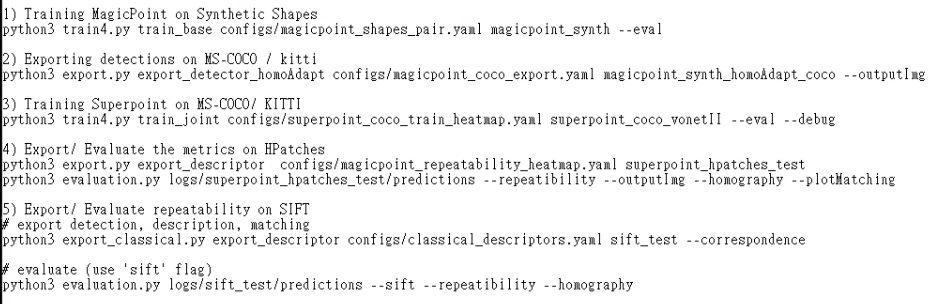 1) Training MagicPoint on Synthetic Shapes
python3 train4.py train_base configs/magicpoint_shapes_pair.yaml magicpoint_synth --eval
2) Exporting detections on MS-COCO / kitti
python3 export.py export_detector_homoAdapt configs/magicpoint_coco_export.yaml magicpoint_synth_homoAdapt_coco --outputImg
3) Training Superpoint on MS-COCO/ KITTI
python3 train4.py train_joint configs/superpoint_coco_train_heatmap.yaml superpoint_coco_vonetII --eval --debug
4) Export/ Evaluate the metrics on HPatches
python3 export.py export_descriptor  configs/magicpoint_repeatability_heatmap.yaml superpoint_hpatches_test
python3 evaluation.py logs/superpoint_hpatches_test/predictions --repeatibility --outputImg --homography --plotMatching
5) Export/ Evaluate repeatability on SIFT
# export detection, description, matching
python3 export_classical.py export_descriptor configs/classical_descriptors.yaml sift_test --correspondence
# evaluate (use 'sift' flag)
python3 evaluation.py logs/sift_test/predictions --sift --repeatibility --homography